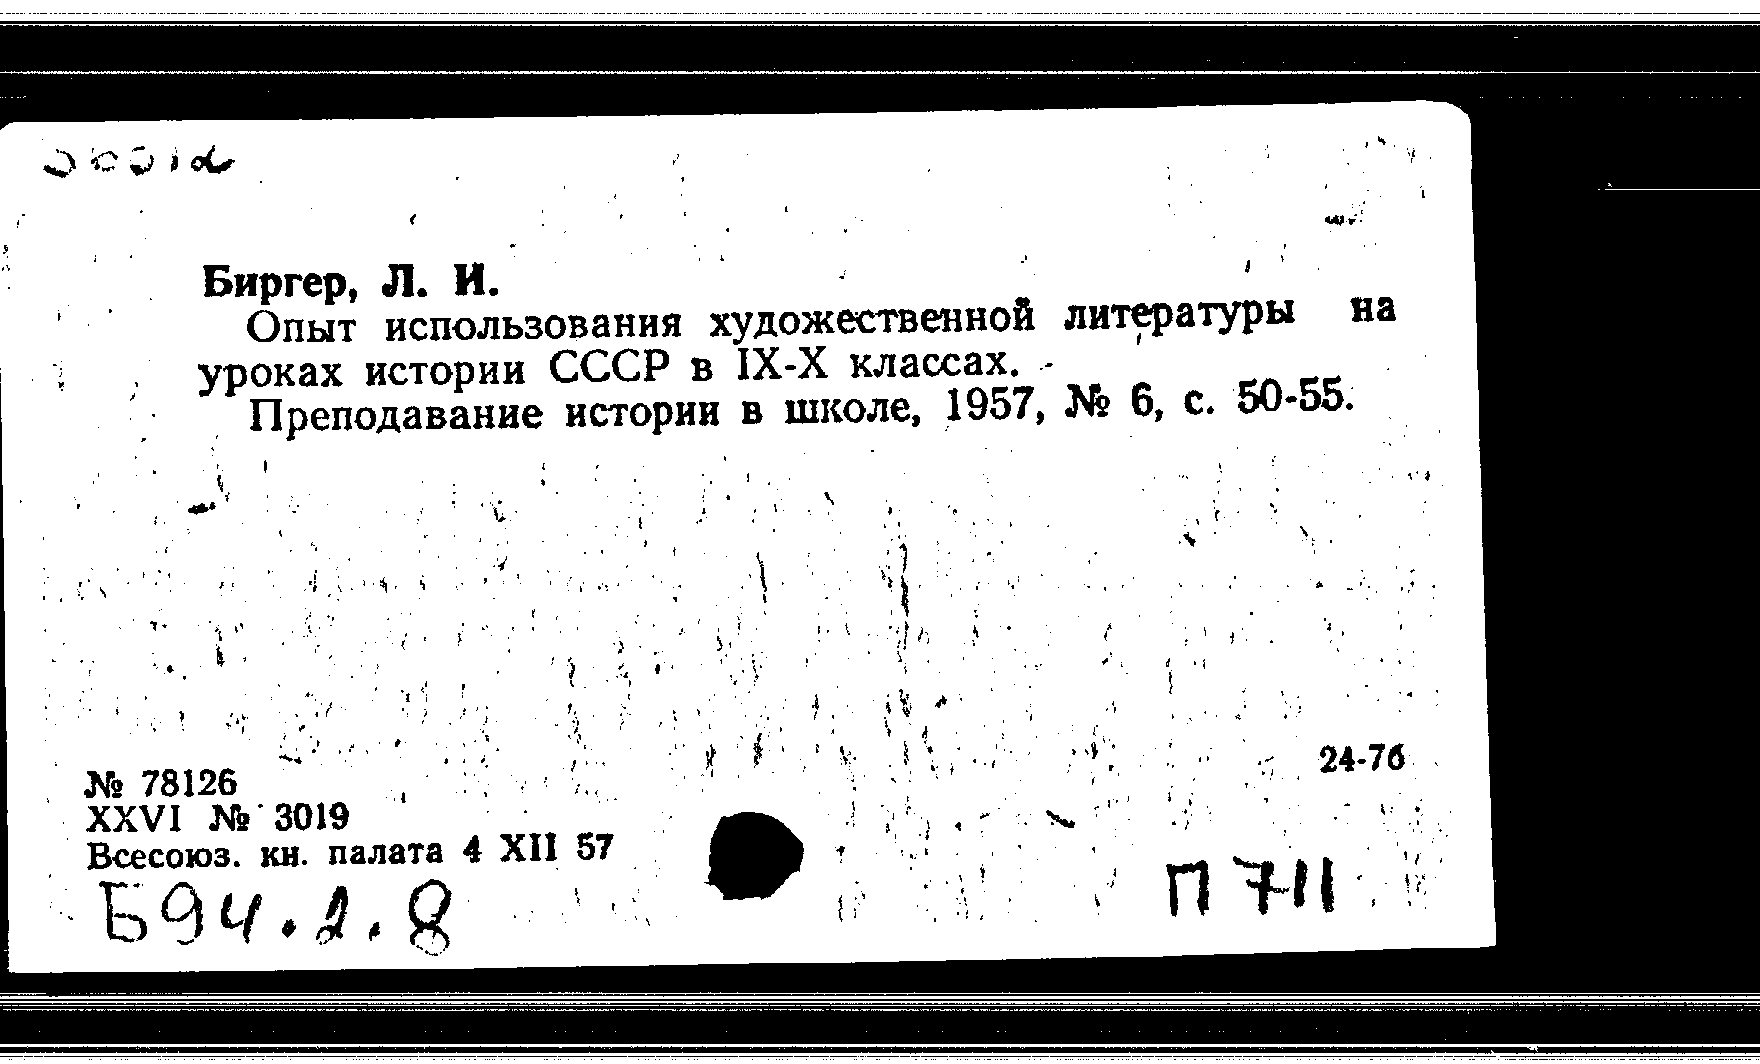 Биргер, Л. И.
Опыт использования художественной литературы на
уроках истории СССР в IX-X классах. -
Преподавание истории в школе, 1957, № 6, с. 50-55.
24-76
№ 78126
XXVI № 3019
Всесоюз. кн. палата 4 XII 57
Б94.2.8
П 711